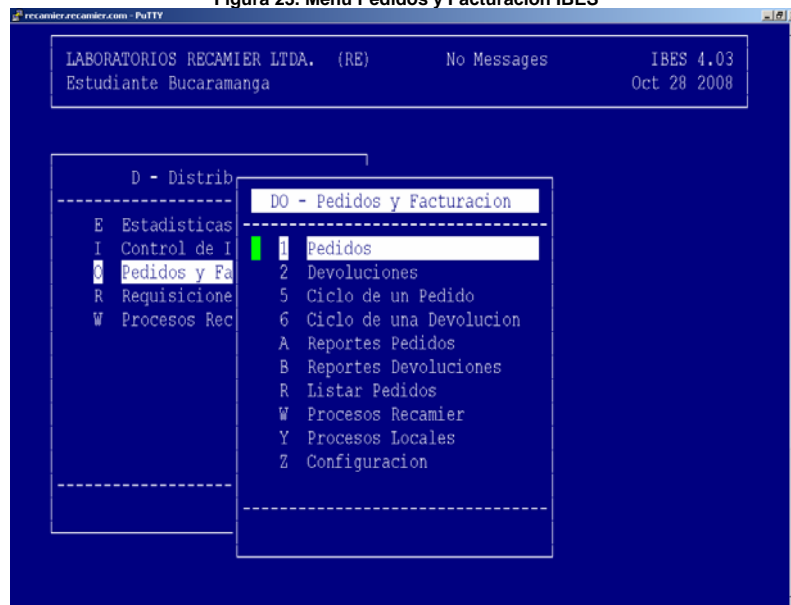 Figura 23. Menú Pedidos y Facturación IBES
recamier.recamier.com - PuTTY
LABORATORIOS RECAMIER LTDA. (RE) No Messages IBES 4.03
Estudiante Bucaramanga Oct 28 2008
D - Distrib
DO - Pedidos y Facturacion
E Estadisticas
I Control de I
O Pedidos y Fa
R Requisicione
W Procesos Rec
1 Pedidos
2 Devoluciones
5 Ciclo de un Pedido
6 Ciclo de una Devolucion
A Reportes Pedidos
B Reportes Devoluciones
R Listar Pedidos
W Procesos Recamier
Y Procesos Locales
Z Configuracion